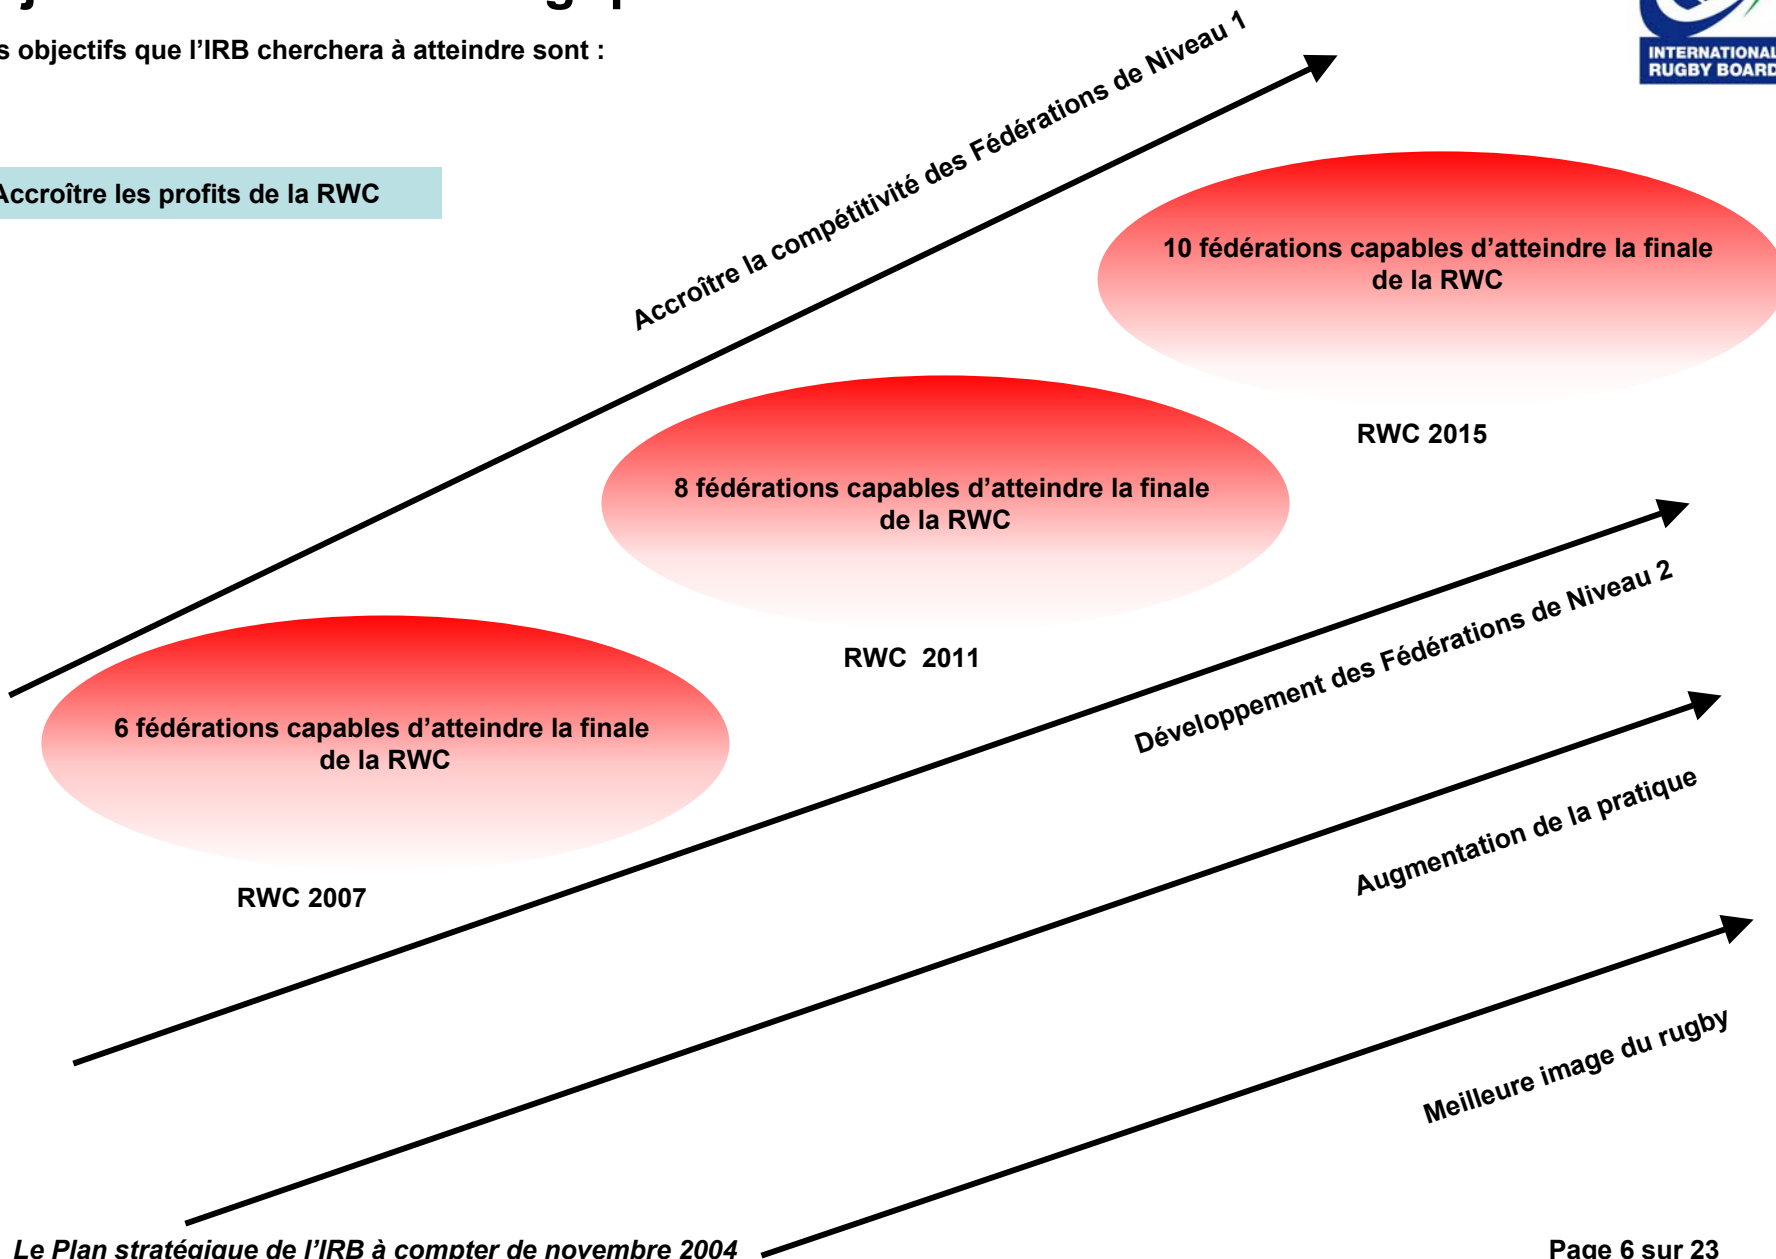 s objectifs que l'IRB cherchera à atteindre sont :
INTERNATIONAL
RUGBY BOARD
Accroître les profits de la RWC
Accroître la compétitivité des Fédérations de Niveau 1
10 fédérations capables d'atteindre la finale
de la RWC
RWC 2015
8 fédérations capables d'atteindre la finale
de la RWC
RWC 2011
Développement des Fédérations de Niveau 2
6 fédérations capables d'atteindre la finale
de la RWC
RWC 2007
Augmentation de la pratique
Meilleure image du rugby
Le Plan stratégique de l'IRB à compter de novembre 2004
Page 6 sur 23